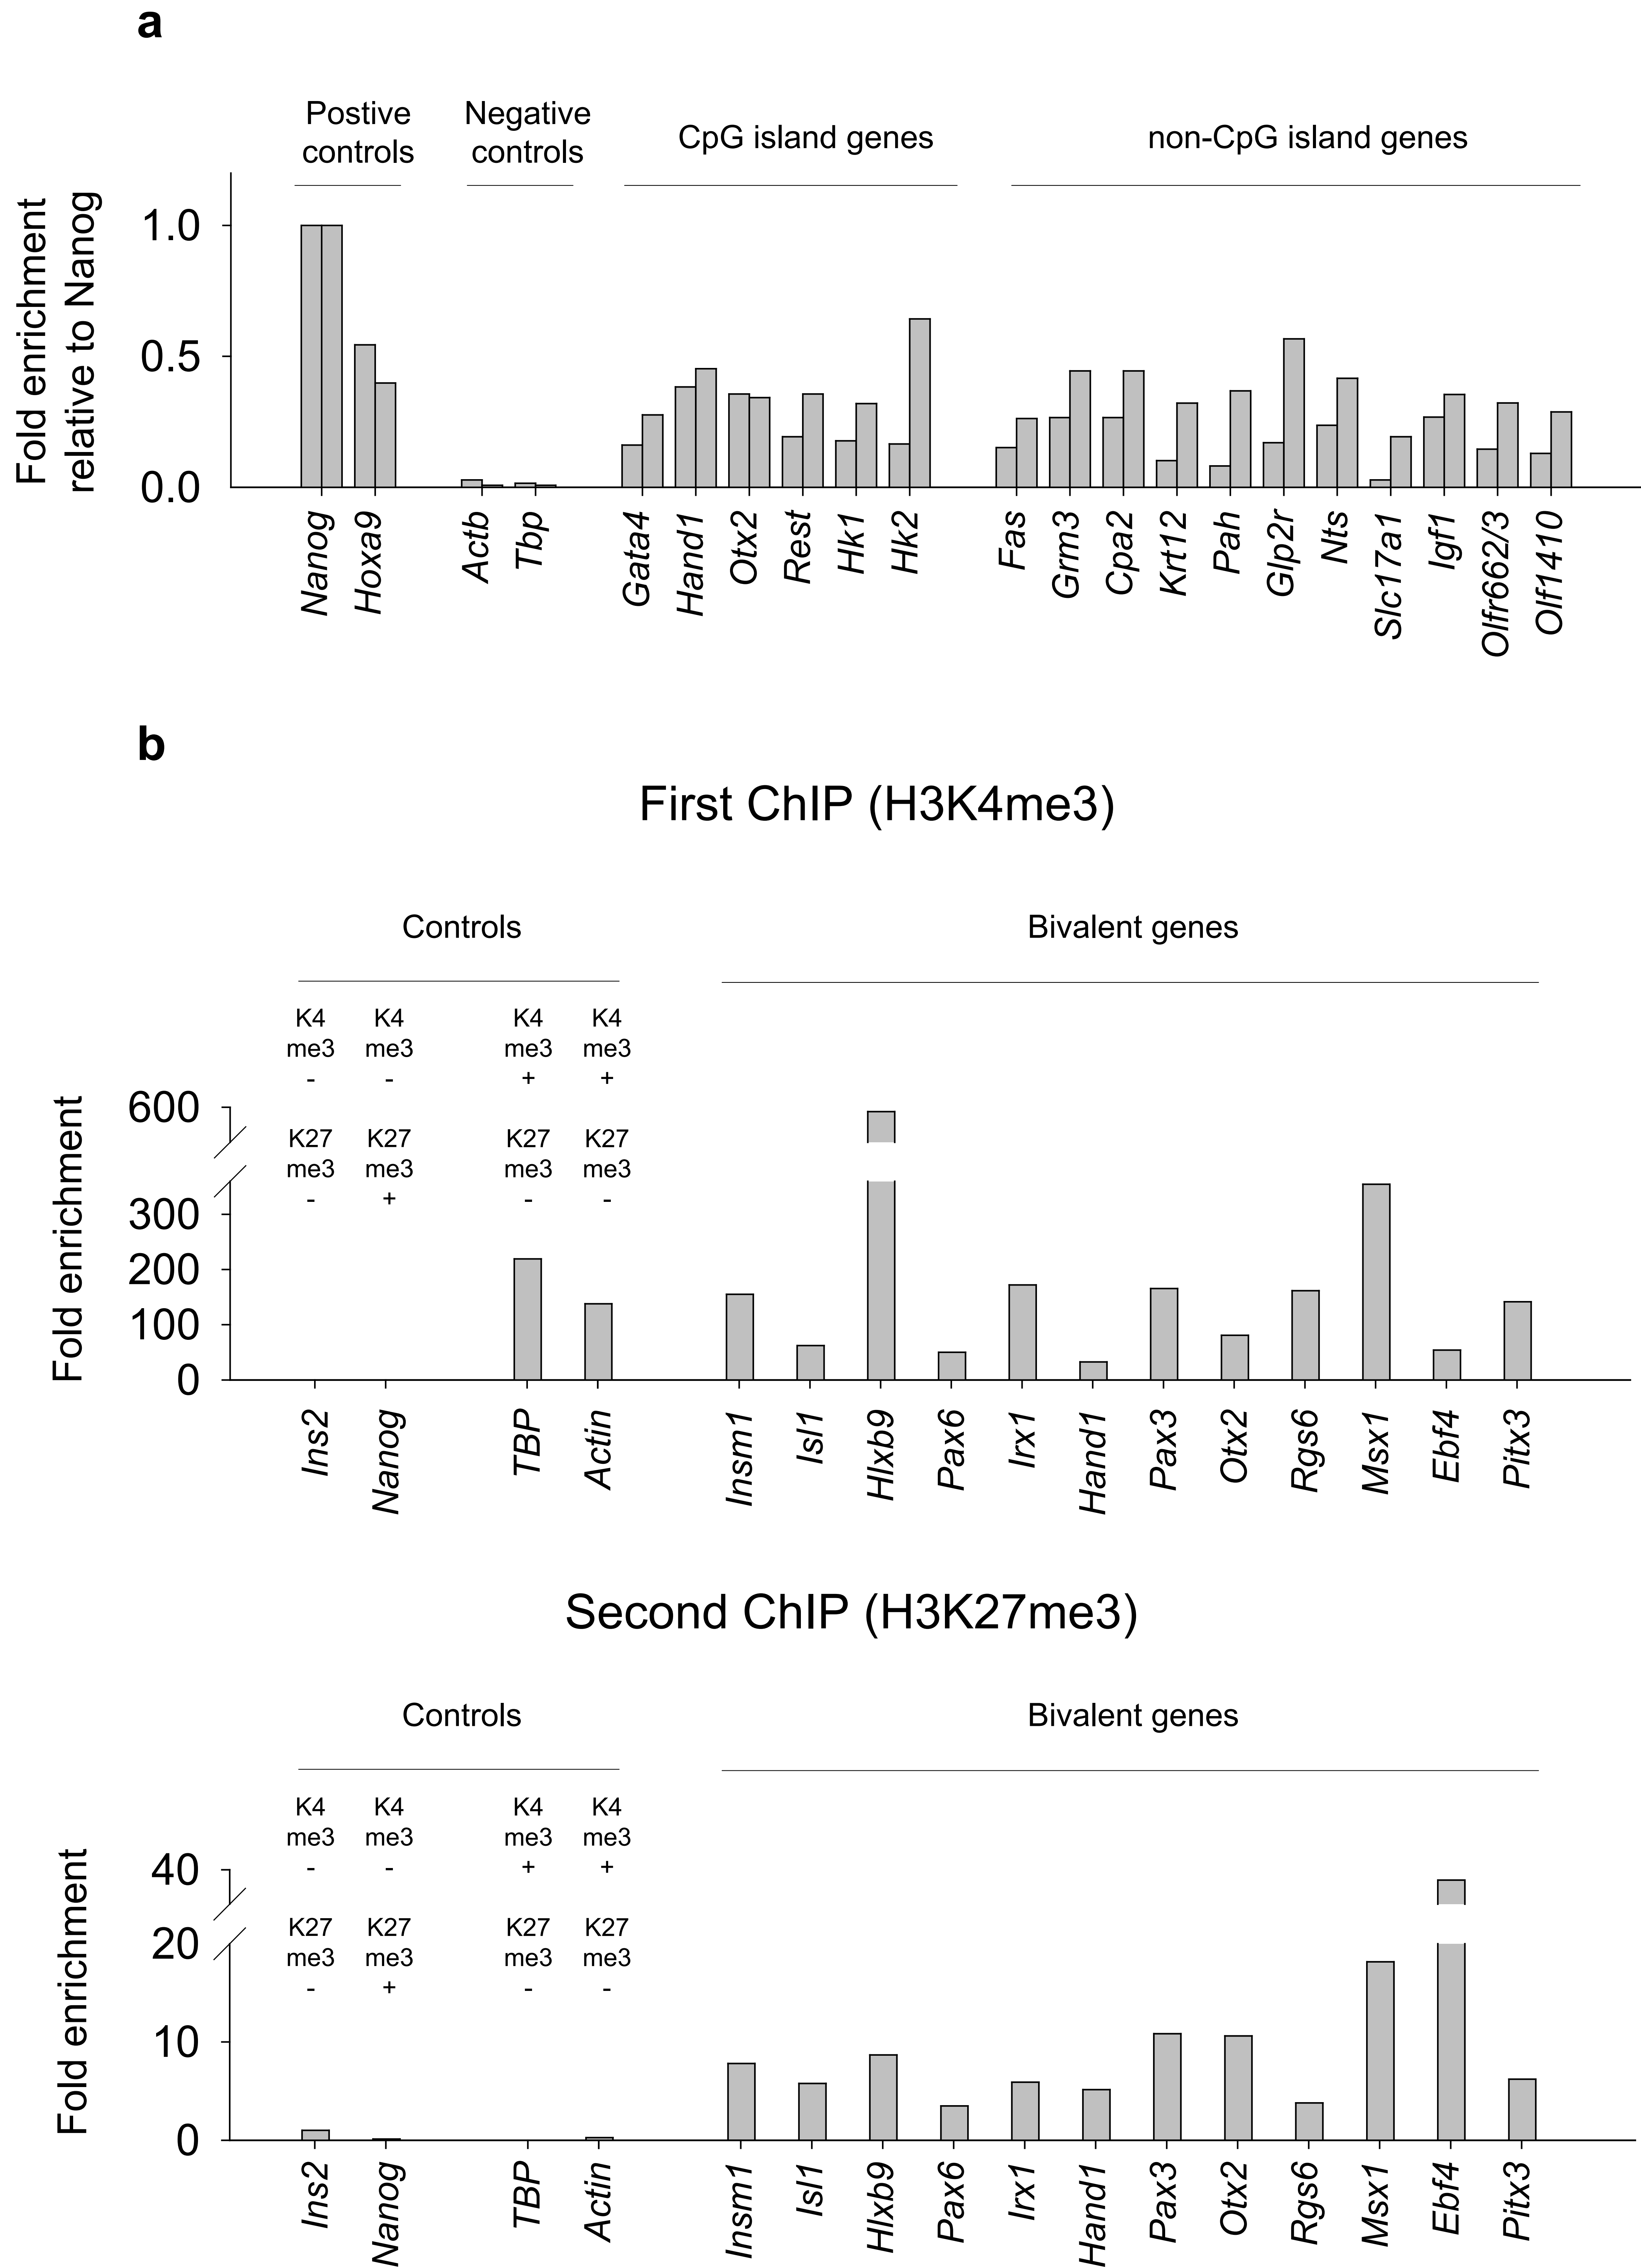 a
Postive
controls
Negative
controls
CpG island genes
non-CpG island genes
Fold enrichment
relative to Nanog
1.0
0.5
0.0
Nanog
Hoxa9
Actb
Tbp
Gata4
Hand1
Otx2
Rest
Hk1
Hk2
Fas
Grm3
Cpa2
Krt12
Pah
Glp2r
Nts
Slc17a1
Igf1
Olfr662/3
Olf1410
b
First ChIP (H3K4me3)
Controls
Bivalent genes
K4 K4 K4 K4
me3 me3 me3 me3
- - + +
K27 K27 K27 K27
me3 me3 me3 me3
- + - -
Fold enrichment
600
300
200
100
0
Ins2
Nanog
TBP
Actin
Insm1
Isl1
Hlxb9
Pax6
Irx1
Hand1
Pax3
Otx2
Rgs6
Msx1
Ebf4
Pitx3
Second ChIP (H3K27me3)
Controls
Bivalent genes
K4 K4 K4 K4
me3 me3 me3 me3
- - + +
K27 K27 K27 K27
me3 me3 me3 me3
- + - -
Fold enrichment
40
20
10
0
Ins2
Nanog
TBP
Actin
Insm1
Isl1
Hlxb9
Pax6
Irx1
Hand1
Pax3
Otx2
Rgs6
Msx1
Ebf4
Pitx3